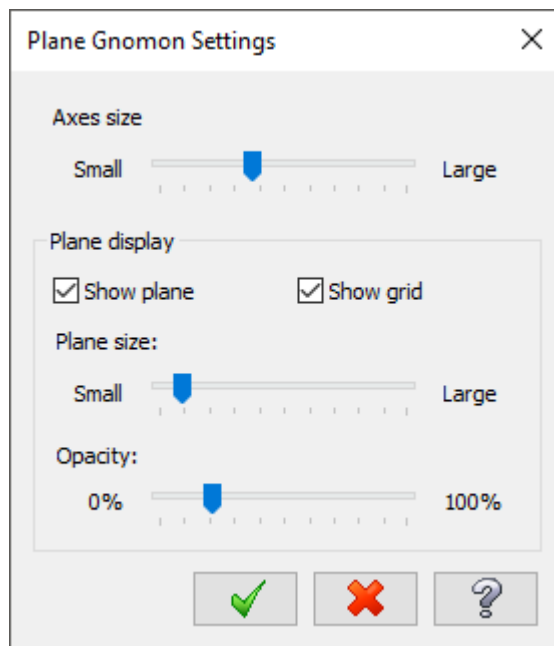 Plane Gnomon Settings
Axes size
Small Large
Plane display
Show plane Show grid
Plane size:
Small Large
Opacity:
0% 100%